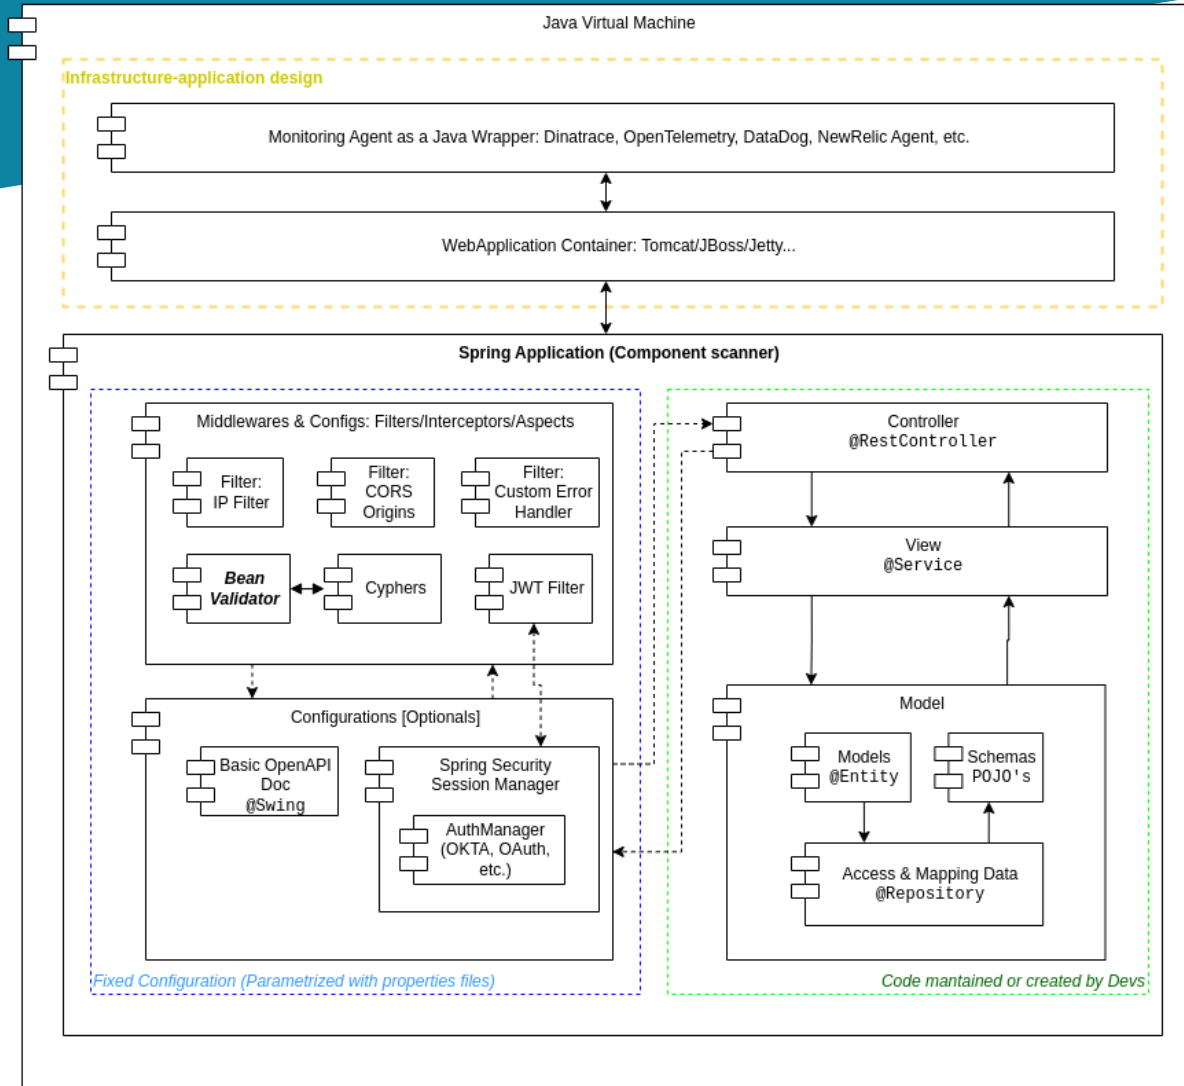 Java Virtual Machine
Infrastructure-application design
Monitoring Agent as a Java Wrapper: Dinatrace, OpenTelemetry, DataDog, NewRelic Agent, etc.
WebApplication Container: Tomcat/JBoss/Jetty...
Spring Application (Component scanner)
Middlewares & Configs: Filters/Interceptors/Aspects
Filter:
IP Filter
Filter:
CORS
Origins
Filter:
Custom Error
Handler
Bean
Validator
Cyphers
JWT Filter
Configurations [Optionals]
Basic OpenAPI
Doc
@Swing
Spring Security
Session Manager
AuthManager
(OKTA, OAuth,
etc.)
Fixed Configuration (Parametrized with properties files)
Controller
@RestController
View
@Service
Model
Models
@Entity
Schemas
POJO's
Access & Mapping Data
@Repository
Code mantained or created by Devs